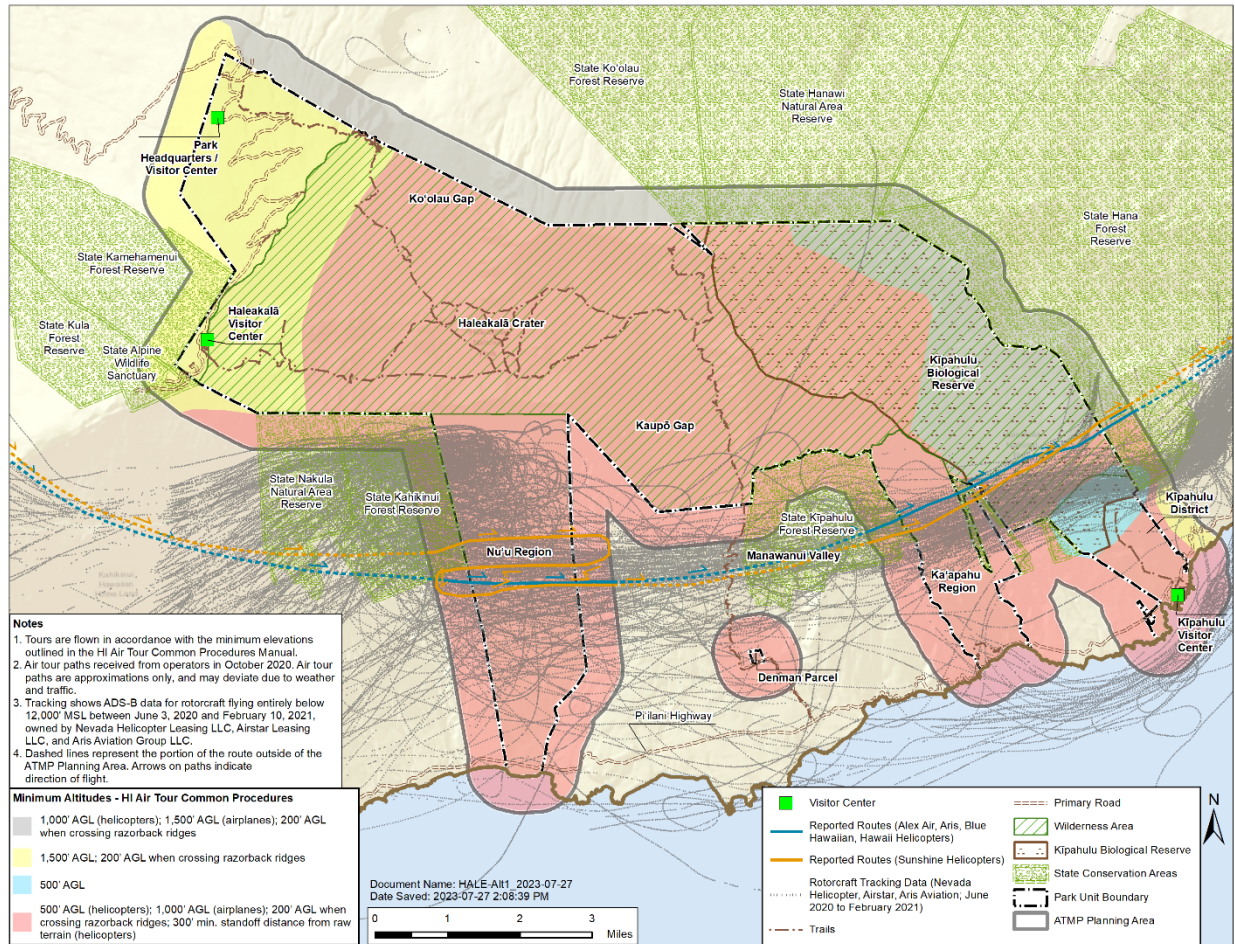 State Ko'olau
Forest Reserve
State Hanawi
Natural Area
Reserve
Park
Headquarters /
Visitor Center
Ko'olau Gap
State Hana
Forest
Reserve
State Kamehamenui
Forest Reserve
Haleakalā
Visitor
Center
Haleakalā Crater
State Kula
Forest
Reserve
State Alpine
Wildlife
Sanctuary
Kīpahulu
Biological
Reserve
Kaupō Gap
State Nakula
Natural Area
Reserve
State Kahikinui
Forest Reserve
Kīpahulu
District
State Kīpahulu
Forest Reserve
Nu'u Region
Manawainui Valley
Ka'āpahu
Region
Kahikinui
Hawaiian
Home Land
Kīpahulu
Visitor
Center
Denman Parcel
Pi'ilani Highway
Notes
1. Tours are flown in accordance with the minimum elevations
outlined in the HI Air Tour Common Procedures Manual.
2. Air tour paths received from operators in October 2020. Air tour
paths are approximations only, and may deviate due to weather
and traffic.
3. Tracking shows ADS-B data for rotorcraft flying entirely below
12,000' MSL between June 3, 2020 and February 10, 2021,
owned by Nevada Helicopter Leasing LLC, Airstar Leasing
LLC, and Aris Aviation Group LLC.
4. Dashed lines represent the portion of the route outside of the
ATMP Planning Area. Arrows on paths indicate
direction of flight.
Minimum Altitudes - HI Air Tour Common Procedures
1,000' AGL (helicopters); 1,500' AGL (airplanes); 200' AGL
when crossing razorback ridges
1,500' AGL; 200' AGL when crossing razorback ridges
500' AGL
500' AGL (helicopters); 1,000' AGL (airplanes); 200' AGL when
crossing razorback ridges; 300' min. standoff distance from raw
terrain (helicopters)
Document Name: HALE-Alt1_2023-07-27
Date Saved: 2023-07-27 2:08:39 PM
0 1 2 3
Miles
Visitor Center
Reported Routes (Alex Air, Aris, Blue
Hawaiian, Hawaii Helicopters)
Reported Routes (Sunshine Helicopters)
Rotorcraft Tracking Data (Nevada
Helicopter, Airstar, Aris Aviation; June
2020 to February 2021)
Trails
Primary Road
Wilderness Area
Kīpahulu Biological Reserve
State Conservation Areas
Park Unit Boundary
ATMP Planning Area
N